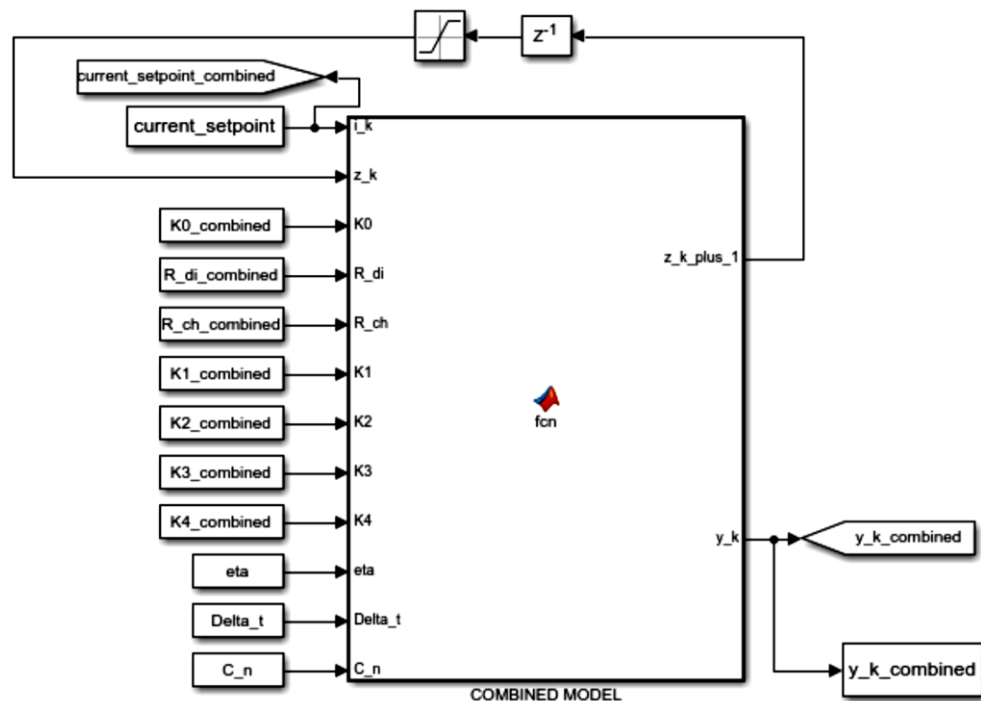 z-1
current_setpoint_combined
current_setpoint
i_k
z_k
K0_combined
K0
R_di_combined
R_di
z_k_plus_1
R_ch_combined
R_ch
K1_combined
K1
fcn
K2_combined
K2
K3_combined
K3
K4_combined
K4
y_k
y_k_combined
eta
eta
Delta_t
Delta_t
C_n
C_n
y_k_combined
COMBINED MODEL